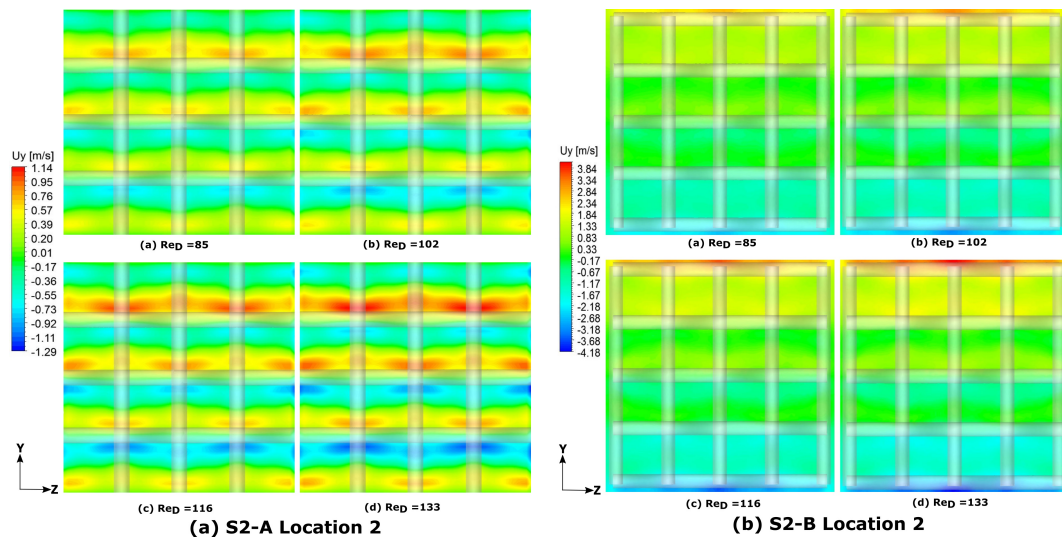 Uy [m/s]
1.14
0.95
0.76
0.57
0.39
0.20
0.01
-0.17
-0.36
-0.55
-0.73
-0.92
-1.11
-1.29
(a) ReD =85
(b) ReD =102
(c) ReD=116
(d) ReD=133
Y
Z
(a) S2-A Location 2
Uy [m/s]
3.84
3.34
2.84
2.34
1.84
1.33
0.83
0.33
-0.17
-0.67
-1.17
-1.67
-2.18
-2.68
-3.18
-3.68
-4.18
(a) ReD=85
(b) ReD=102
(c) ReD=116
(d) ReD=133
Y
Z
(b) S2-B Location 2